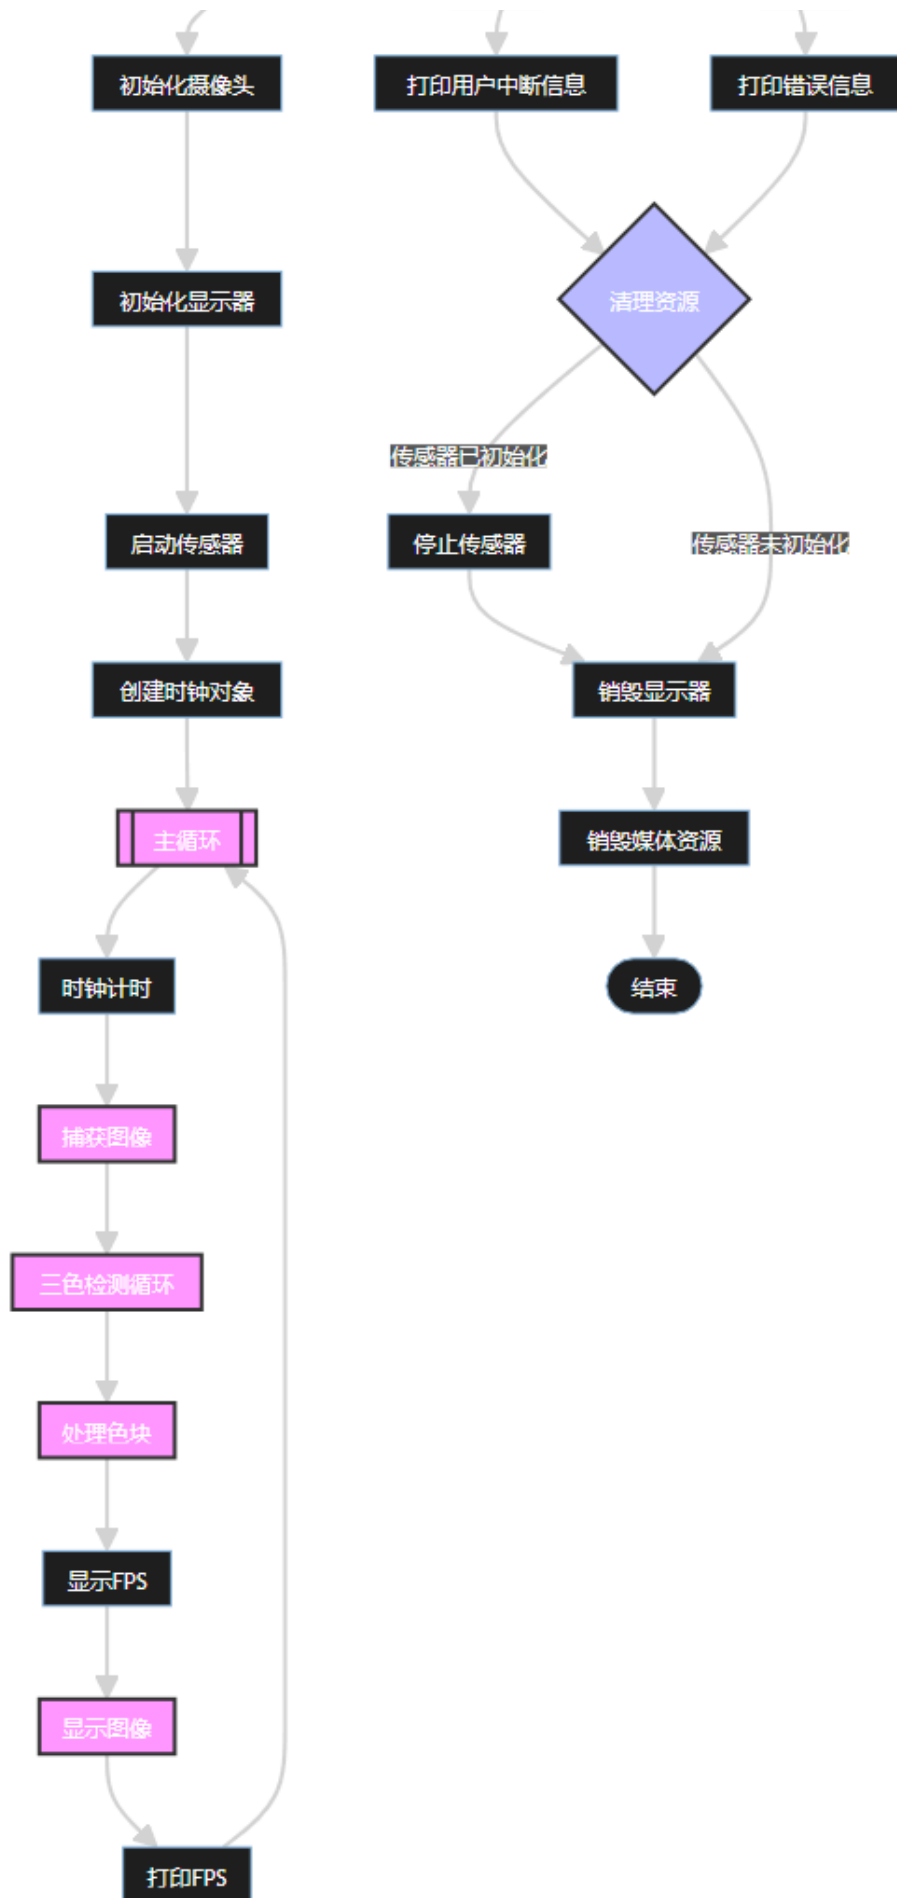 初始化摄像头
打印用户中断信息
打印错误信息
初始化显示器
清理资源
传感器已初始化
启动传感器
停止传感器
传感器未初始化
创建时钟对象
销毁显示器
主循环
销毁媒体资源
时钟计时
结束
捕获图像
三色检测循环
处理色块
显示FPS
显示图像
打印FPS